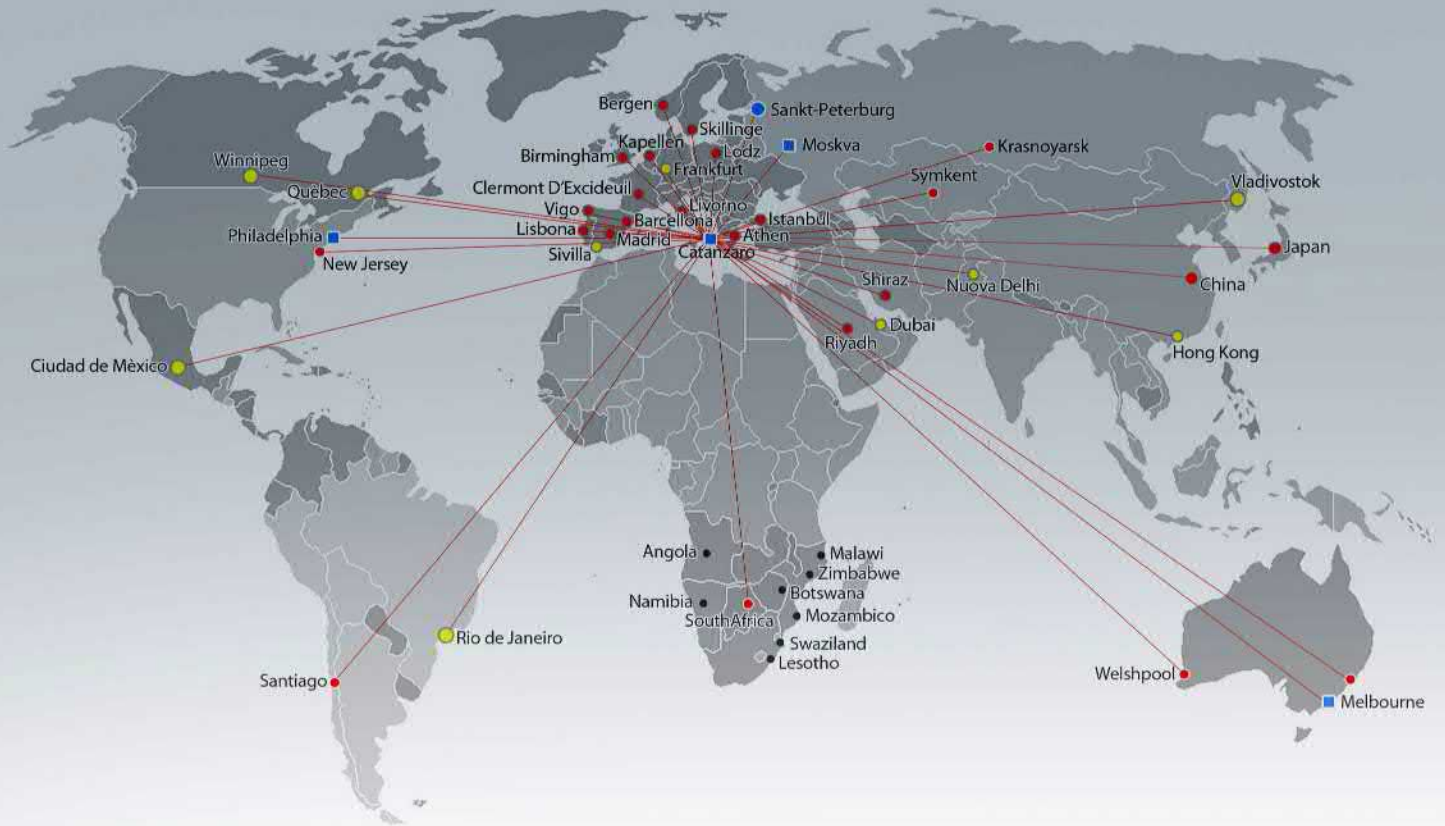 Bergen
Sankt-Peterburg
Skillinge
Kapellen
Lodz
Moskva
Krasnoyarsk
Birmingham
Winnipeg
Frankfurt
Symkent
Vladivostok
Quèbec
Clermont D'Excideuil
Livorno
Vigo
Barcellona
Istanbul
Lisbona
Philadelphia
Madrid
Athen
Japan
Sivilla
Catanzaro
New Jersey
Shiraz
Nuova Delhi
China
Dubai
Riyadh
Hong Kong
Ciudad de Mèxico
Angola
Malawi
Zimbabwe
Botswana
Namibia
SouthAfrica
Mozambico
Rio de Janeiro
Swaziland
Lesotho
Santiago
Welshpool
Melbourne